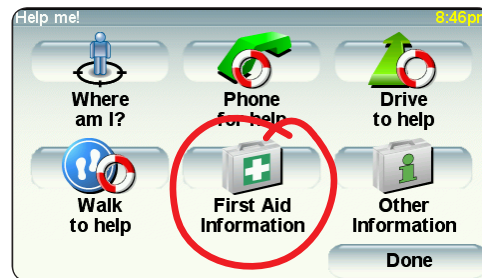 Help me!
8:46pm
Where
am I?
Phone
for help
Drive
to help
Walk
to help
First Aid
Information
Other
Information
Done